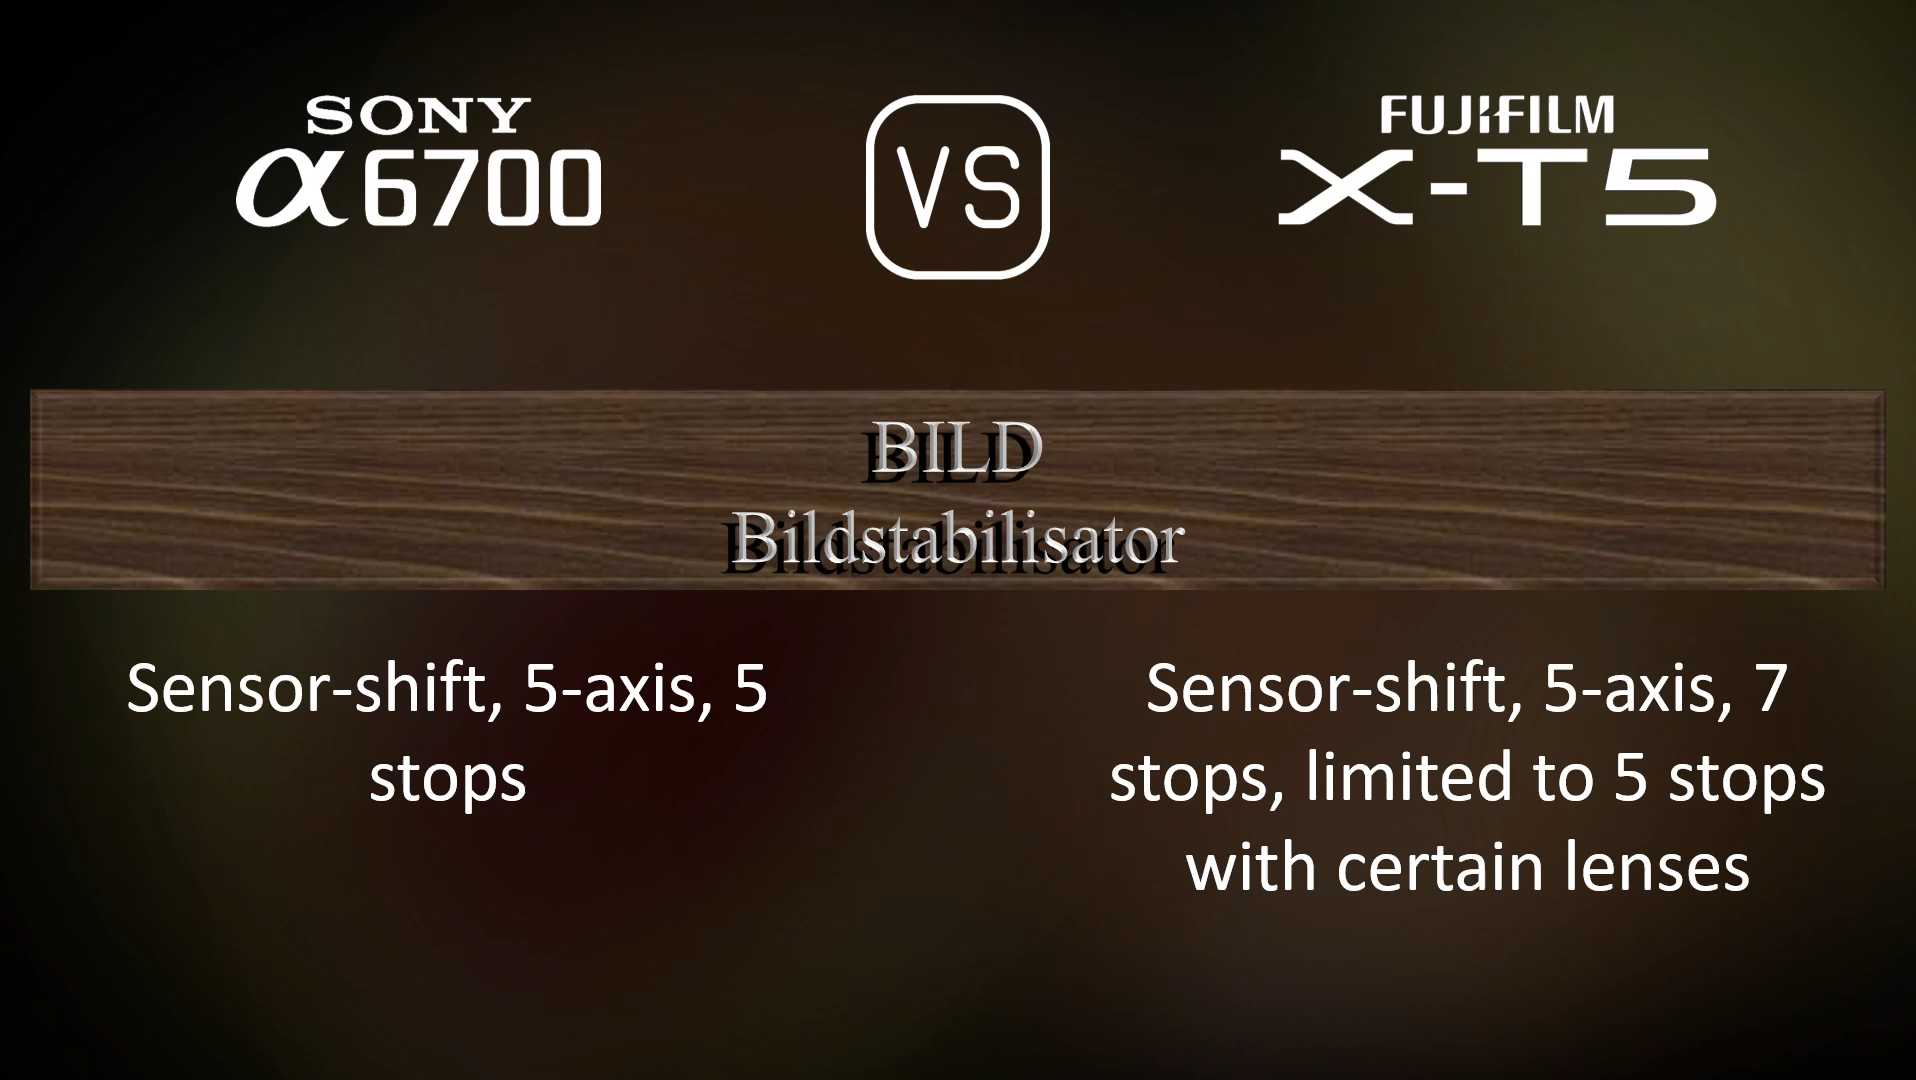 SONY
α6700
VS
FUJIFILM
X-T5
BILD
Bildstabilisator
Sensor-shift, 5-axis, 5
stops
Sensor-shift, 5-axis, 7
stops, limited to 5 stops
with certain lenses